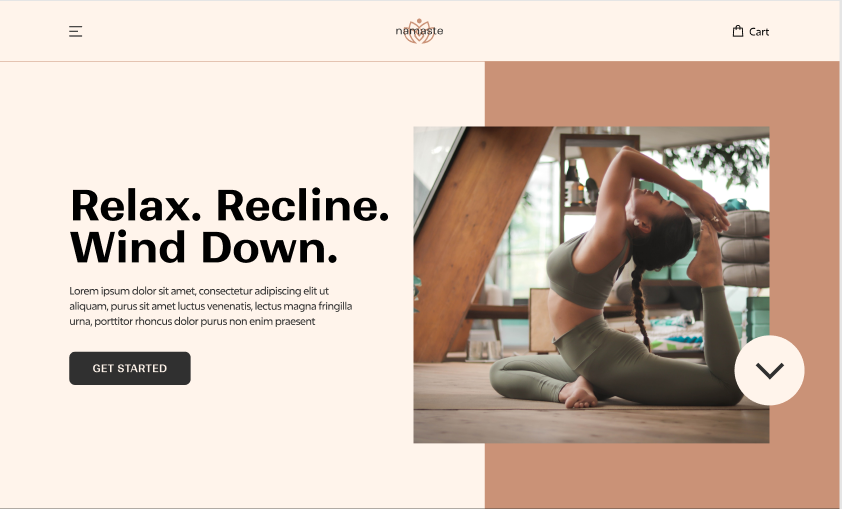 namaste
Cart
Relax. Recline.
Wind Down.
Lorem ipsum dolor sit amet, consectetur adipiscing elit ut
aliquam, purus sit amet luctus venenatis, lectus magna fringilla
urna, porttitor rhoncus dolor purus non enim praesent
GET STARTED